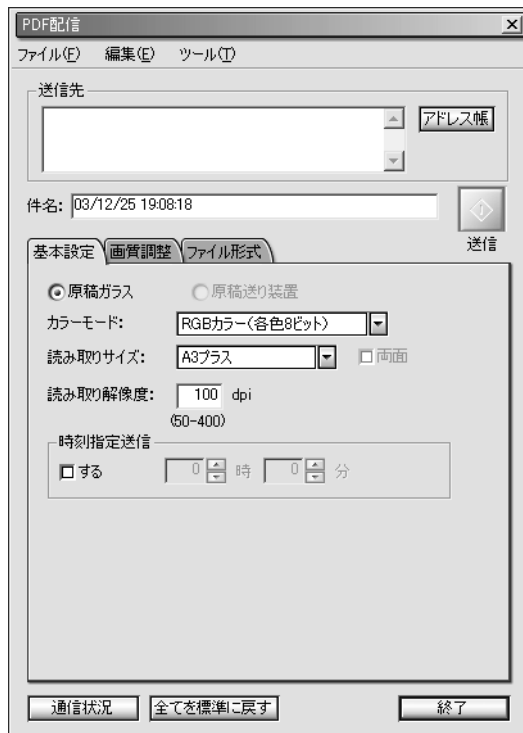 PDF配信
ファイル(F) 編集(E) ツール(T)
送信先
アドレス帳
件名: 03/12/25 19:08:18
送信
基本設定 画質調整 ファイル形式
原稿ガラス 原稿送り装置
カラーモード: RGBカラー(各色8ビット)
読み取りサイズ: A3プラス 両面
読み取り解像度: 100 dpi
(50-400)
時刻指定送信
する 0 時 0 分
通信状況 全てを標準に戻す 終了